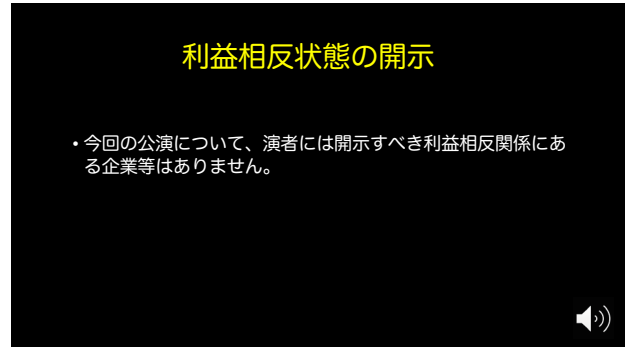 利益相反状態の開示
• 今回の公演について、演者には開示すべき利益相反関係にあ
る企業等はありません。